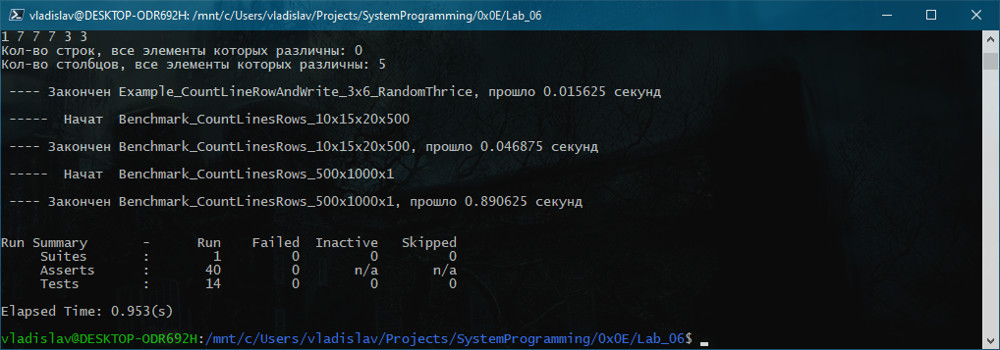 vladislav@DESKTOP-ODR692H: /mnt/c/Users/vladislav/Projects/SystemProgramming/0x0E/Lab_06
1 7 7 7 3 3
Кол-во строк, все элементы которых различны: 0
Кол-во столбцов, все элементы которых различны: 5
---- Закончен Example_CountLineRowAndWrite_3x6_RandomThrice, прошло 0.015625 секунд
----- Начат Benchmark_CountLinesRows_10x15x20x500
---- Закончен Benchmark_CountLinesRows_10x15x20x500, прошло 0.046875 секунд
----- Начат Benchmark_CountLinesRows_500x1000x1
---- Закончен Benchmark_CountLinesRows_500x1000x1, прошло 0.890625 секунд
Run Summary - Run Failed Inactive Skipped
Suites : 1 0 0 0
Asserts : 40 0 n/a n/a
Tests : 14 0 0 0
Elapsed Time: 0.953(s)
vladislav@DESKTOP-ODR692H:/mnt/c/Users/vladislav/Projects/SystemProgramming/0x0E/Lab_06$